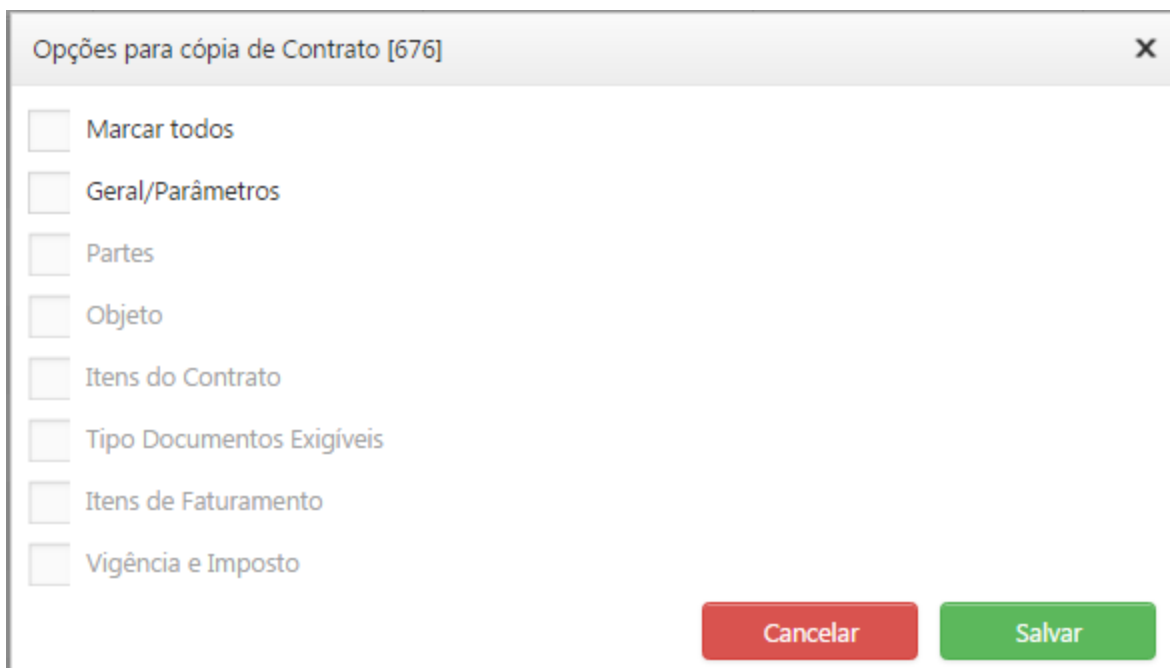 Opções para cópia de Contrato [676]
Marcar todos
Geral/Parâmetros
Partes
Objeto
Itens do Contrato
Tipo Documentos Exigíveis
Itens de Faturamento
Vigência e Imposto
Cancelar Salvar